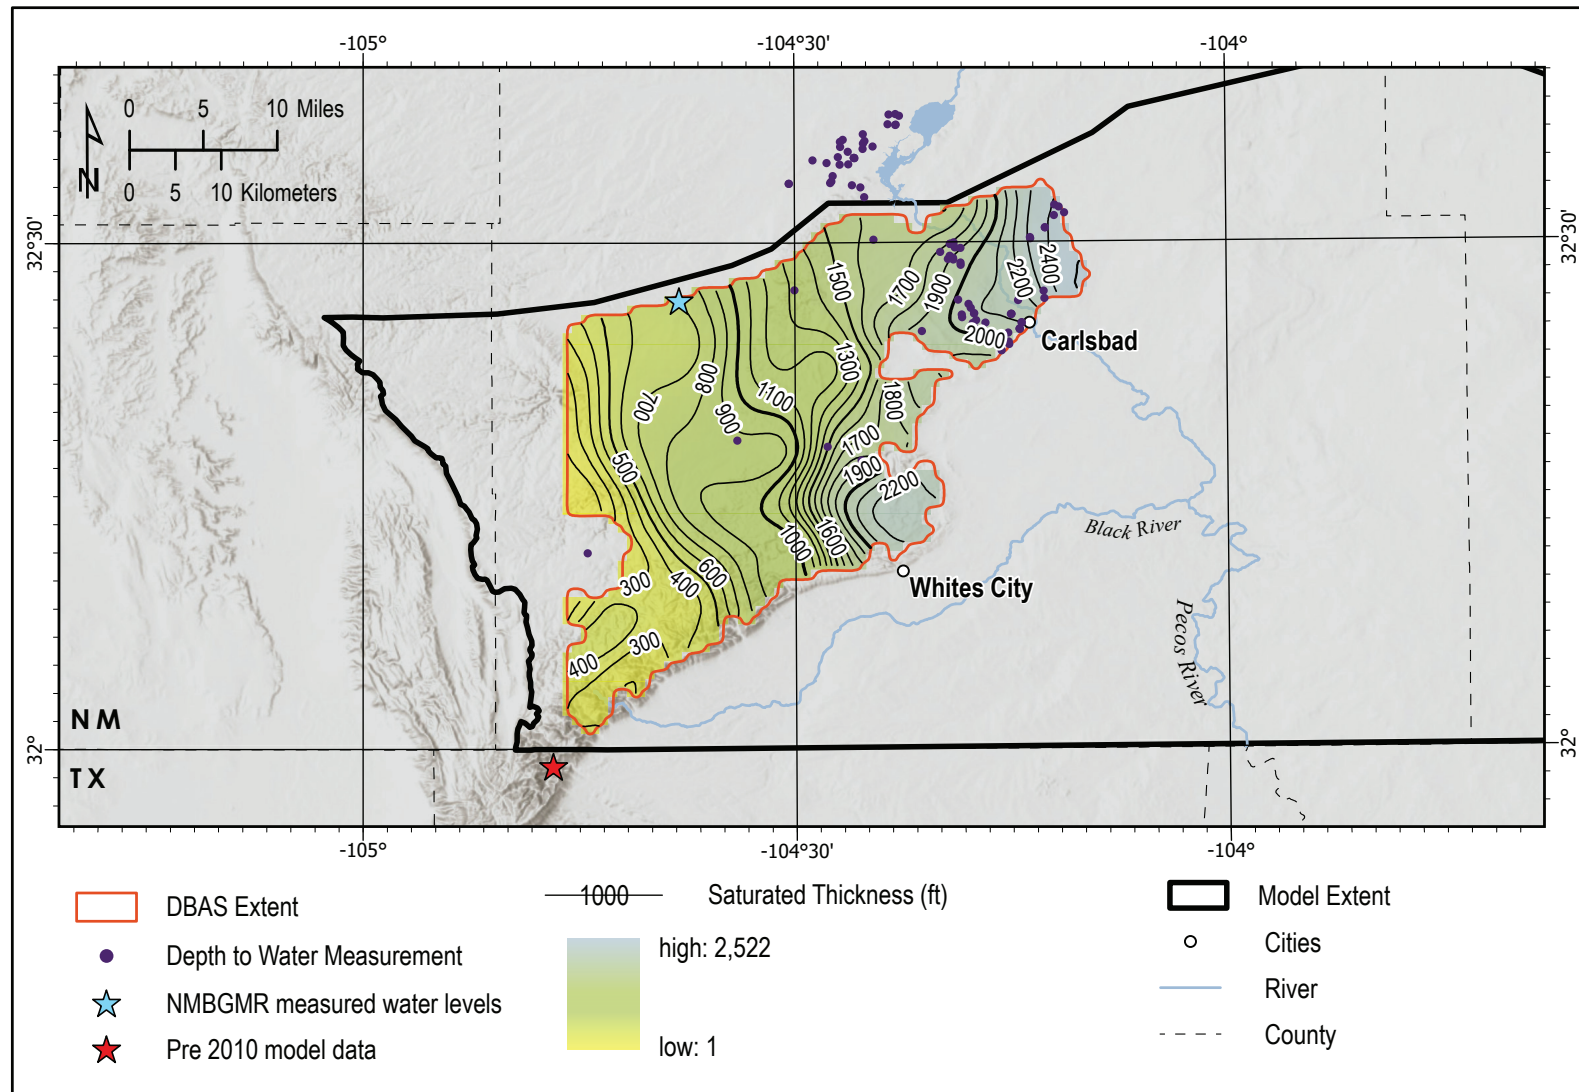 -105°
-104°30'
-104°
0 5 10 Miles
N
0 5 10 Kilometers
32°30'
32°30'
1500
1700
1900
2200
2400
2000
Carlsbad
1300
800
1100
700
900
1800
1700
1900
2200
500
1000
1600
Black River
Whites City
300
400
600
Pecos River
300
400
NM
32°
32°
TX
-105°
-104°30'
-104°
DBAS Extent
Depth to Water Measurement
NMBGMR measured water levels
Pre 2010 model data
1000 Saturated Thickness (ft)
high: 2,522
low: 1
Model Extent
Cities
River
County